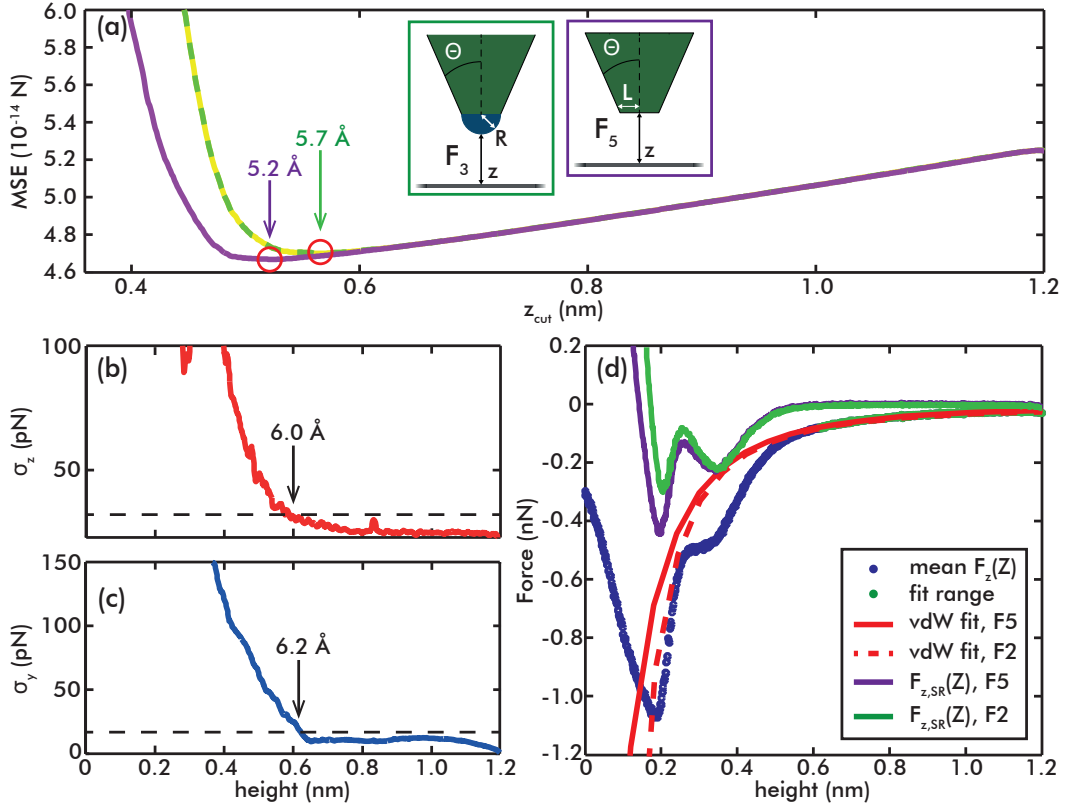 (a)
MSE (10⁻¹⁴ N)
6.0
5.8
5.6
5.4
5.2
5.0
4.8
4.6
0.4 0.6 0.8 1.0 1.2
z_cut (nm)
5.2 Å
5.7 Å
Θ
R
F₃
z
Θ
L
F₅
z
(b)
σ_z (pN)
100
50
6.0 Å
(c)
σ_y (pN)
150
100
50
0
6.2 Å
0 0.2 0.4 0.6 0.8 1.0 1.2
height (nm)
(d)
Force (nN)
0.2
0
-0.2
-0.4
-0.6
-0.8
-1.0
-1.2
0 0.2 0.4 0.6 0.8 1.0 1.2
height (nm)
mean F_z(Z)
fit range
vdW fit, F5
vdW fit, F2
F_z,SR(Z), F5
F_z,SR(Z), F2